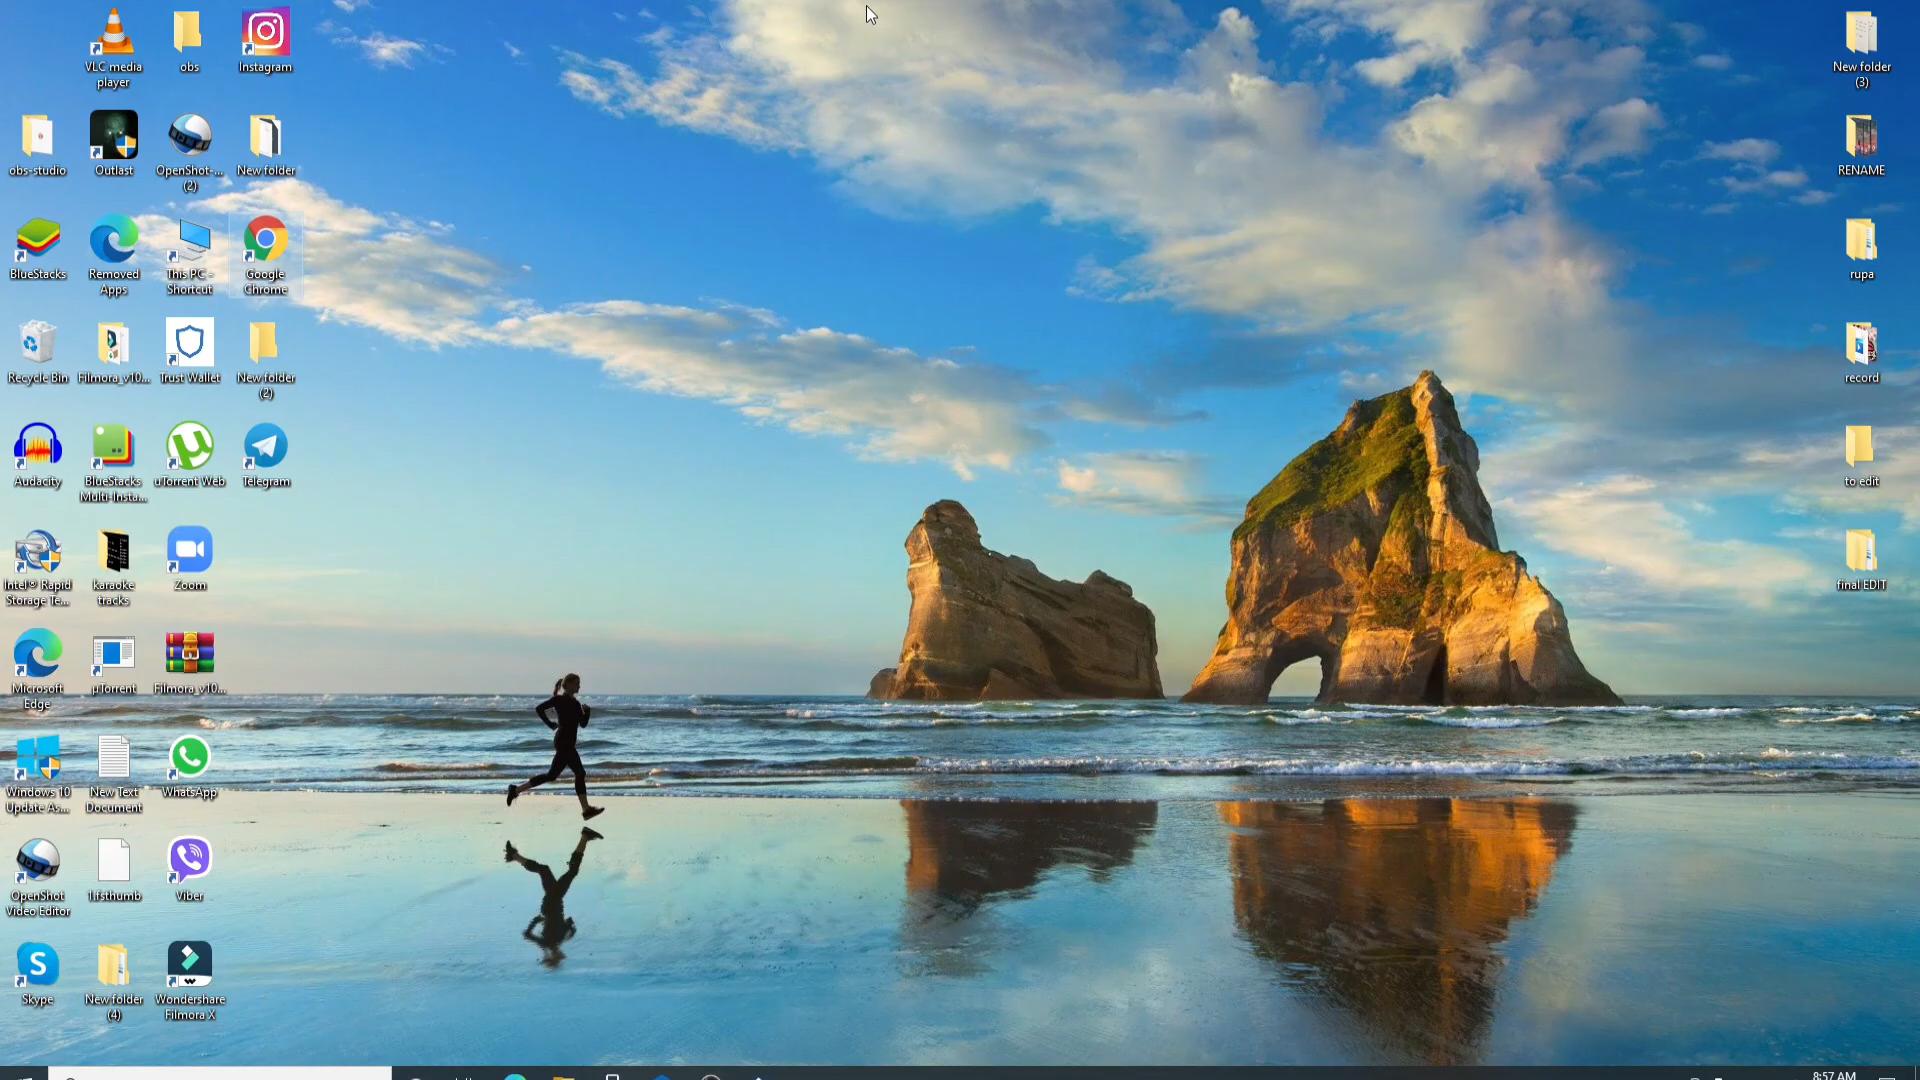 VLC media
player
obs
Instagram
New folder
(3)
obs-studio
Outlast
OpenShot-...
(2)
New folder
RENAME
BlueStacks
Removed
Apps
This PC -
Shortcut
Google
Chrome
rupa
Recycle Bin
Filmora_v10...
Trust Wallet
New folder
(2)
record
Audacity
BlueStacks
Multi-Insta...
uTorrent Web
Telegram
to edit
Intel® Rapid
Storage Te...
karaoke
tracks
Zoom
final EDIT
Microsoft
Edge
µTorrent
Filmora_v10...
Windows 10
Update As...
New Text
Document
WhatsApp
OpenShot
Video Editor
1.fsthumb
Viber
Skype
New folder
(4)
Wondershare
Filmora X
8:57 AM